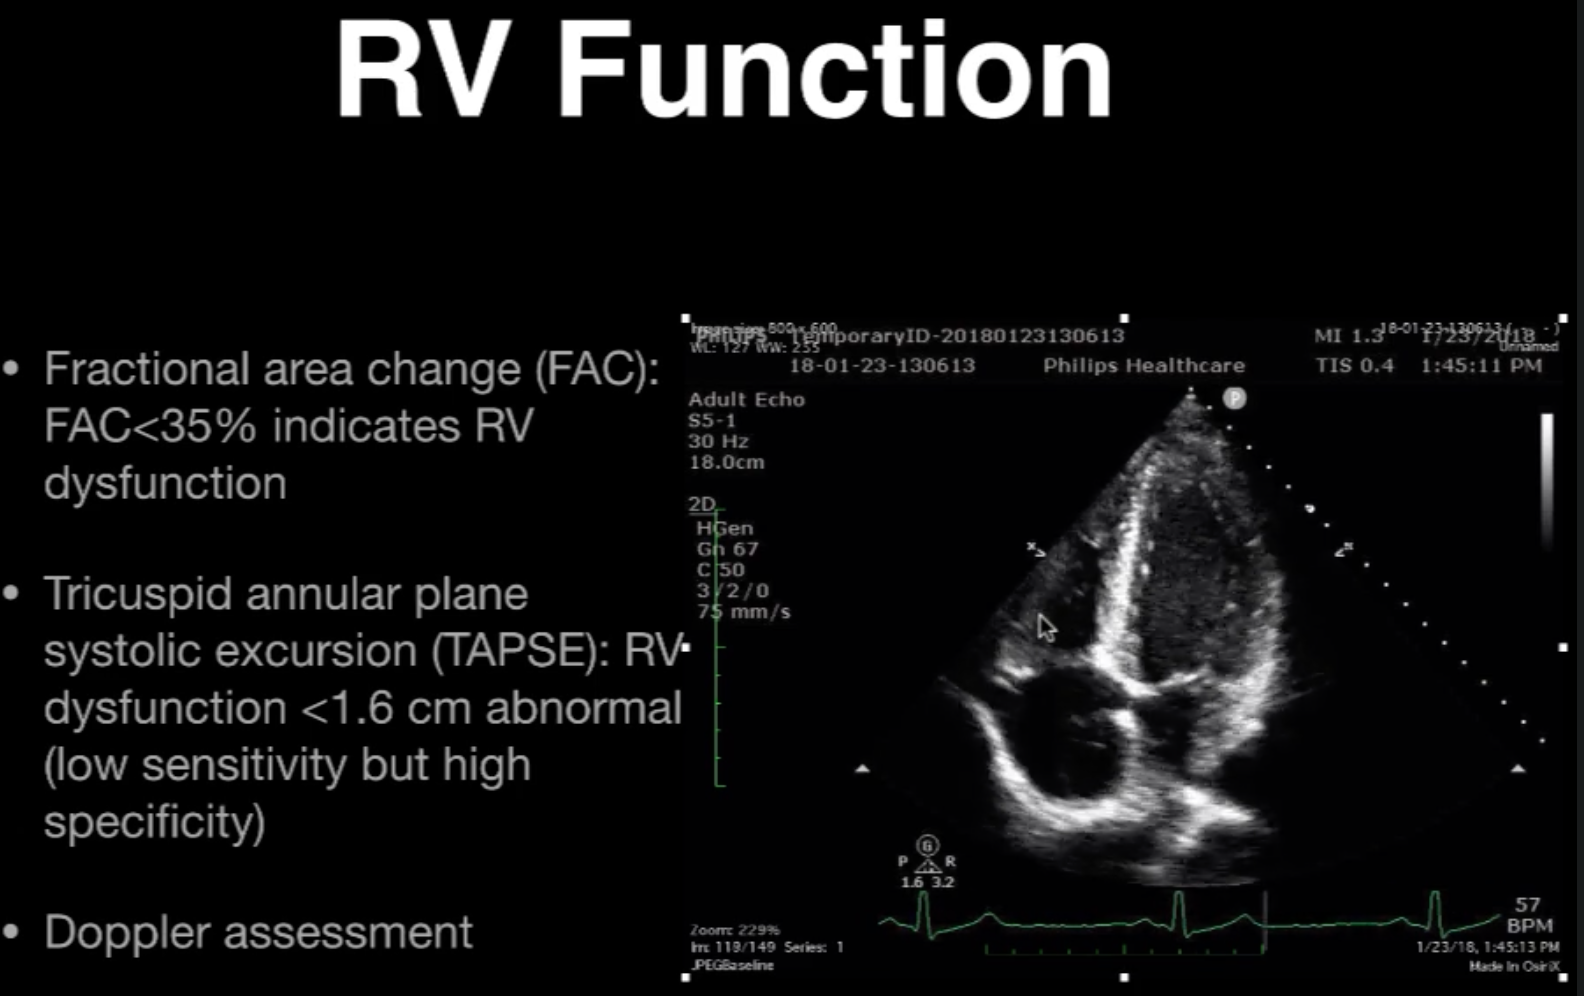 RV Function
• Fractional area change (FAC):
FAC<35% indicates RV
dysfunction
• Tricuspid annular plane
systolic excursion (TAPSE): RV
dysfunction <1.6 cm abnormal
(low sensitivity but high
specificity)
• Doppler assessment
Image size: 800 x 600
WL: 127 WW: 255
PHILIPS TemporaryID-20180123130613 MI 1.3 1/23/2018
18-01-23-130613 ( . - )
Unnamed
18-01-23-130613 Philips Healthcare TIS 0.4 1:45:11 PM
P
Adult Echo
S5-1
30 Hz
18.0cm
2D
HGen
Gn 67
C 50
3/2/0
75 mm/s
G
P R
1.6 3.2
57
BPM
Zoom: 229%
Im: 118/149 Series: 1
JPEGBaseline
1/23/18, 1:45:13 PM
Made In OsiriX